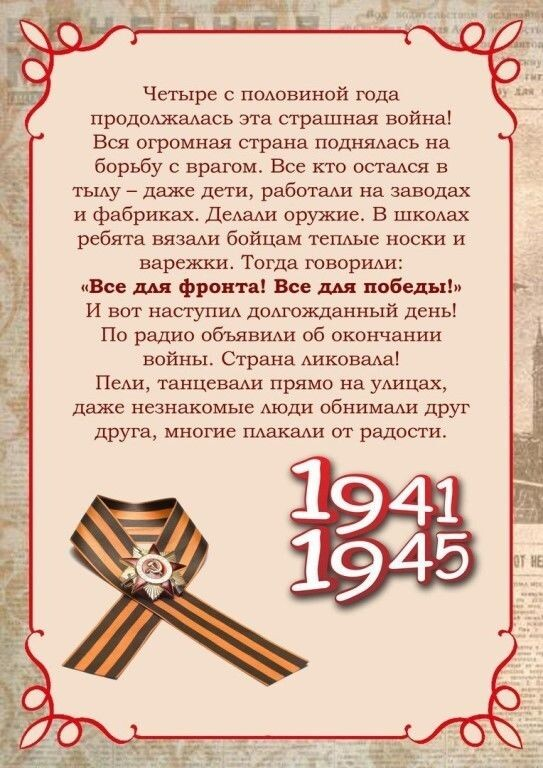 Четыре с половиной года
продолжалась эта страшная война!
Вся огромная страна поднялась на
борьбу с врагом. Все кто остался в
тылу – даже дети, работали на заводах
и фабриках. Делали оружие. В школах
ребята вязали бойцам теплые носки и
варежки. Тогда говорили:
«Все для фронта! Все для победы!»
И вот наступил долгожданный день!
По радио объявили об окончании
войны. Страна ликовала!
Пели, танцевали прямо на улицах,
даже незнакомые люди обнимали друг
друга, многие плакали от радости.
1941
1945